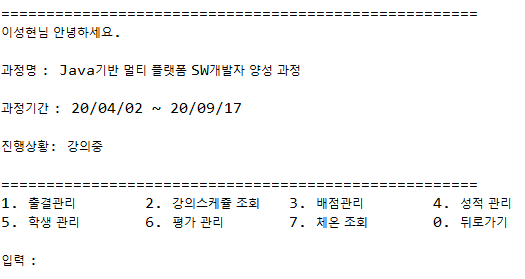 ====================================================
이성현님 안녕하세요.
과정명 : Java기반 멀티 플랫폼 SW개발자 양성 과정
과정기간 : 20/04/02 ~ 20/09/17
진행상황: 강의중
====================================================
1. 출결관리 2. 강의스케쥴 조회 3. 배점관리 4. 성적 관리
5. 학생 관리 6. 평가 관리 7. 체온 조회 0. 뒤로가기
입력 :